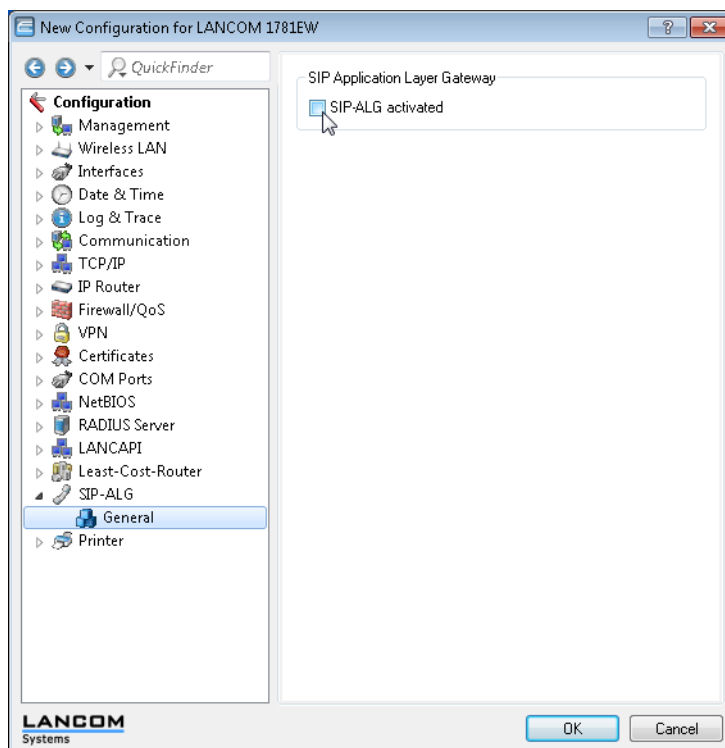 New Configuration for LANCOM 1781EW
QuickFinder
Configuration
Management
Wireless LAN
Interfaces
Date & Time
Log & Trace
Communication
TCP/IP
IP Router
Firewall/QoS
VPN
Certificates
COM Ports
NetBIOS
RADIUS Server
LANCAPI
Least-Cost-Router
SIP-ALG
General
Printer
SIP Application Layer Gateway
SIP-ALG activated
LANCOM
Systems
OK
Cancel